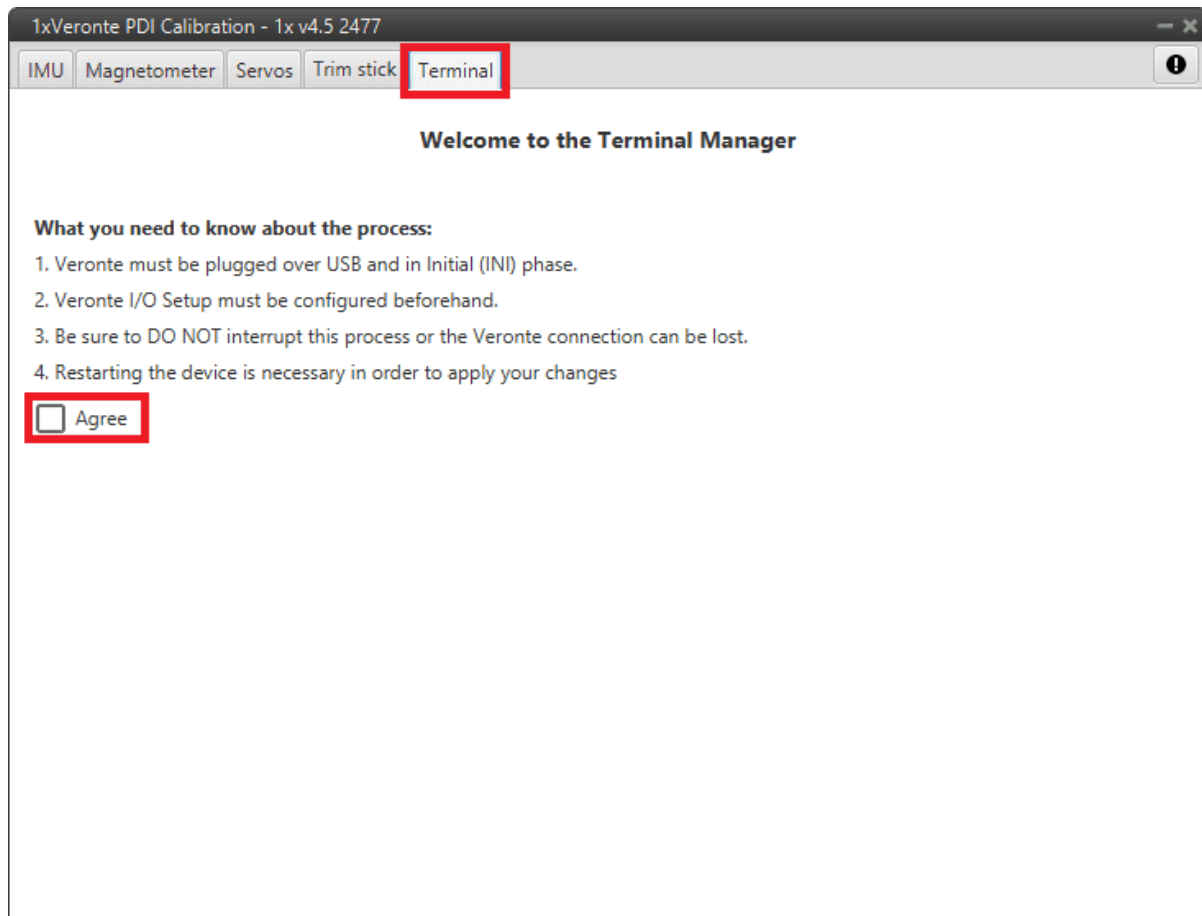 1xVeronte PDI Calibration - 1x v4.5 2477
IMU Magnetometer Servos Trim stick Terminal
Welcome to the Terminal Manager
What you need to know about the process:
1. Veronte must be plugged over USB and in Initial (INI) phase.
2. Veronte I/O Setup must be configured beforehand.
3. Be sure to DO NOT interrupt this process or the Veronte connection can be lost.
4. Restarting the device is necessary in order to apply your changes
Agree